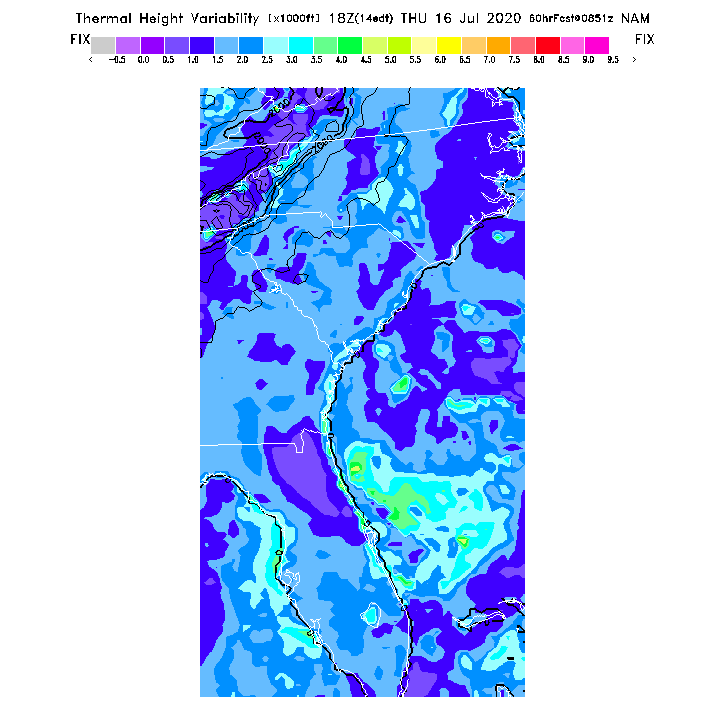 Thermal Height Variability [x1000ft] 18Z(14edt) THU 16 Jul 2020 60hrFcst@0851z NAM
FIX FIX
< -0.5 0.0 0.5 1.0 1.5 2.0 2.5 3.0 3.5 4.0 4.5 5.0 5.5 6.0 6.5 7.0 7.5 8.0 8.5 9.0 9.5 >